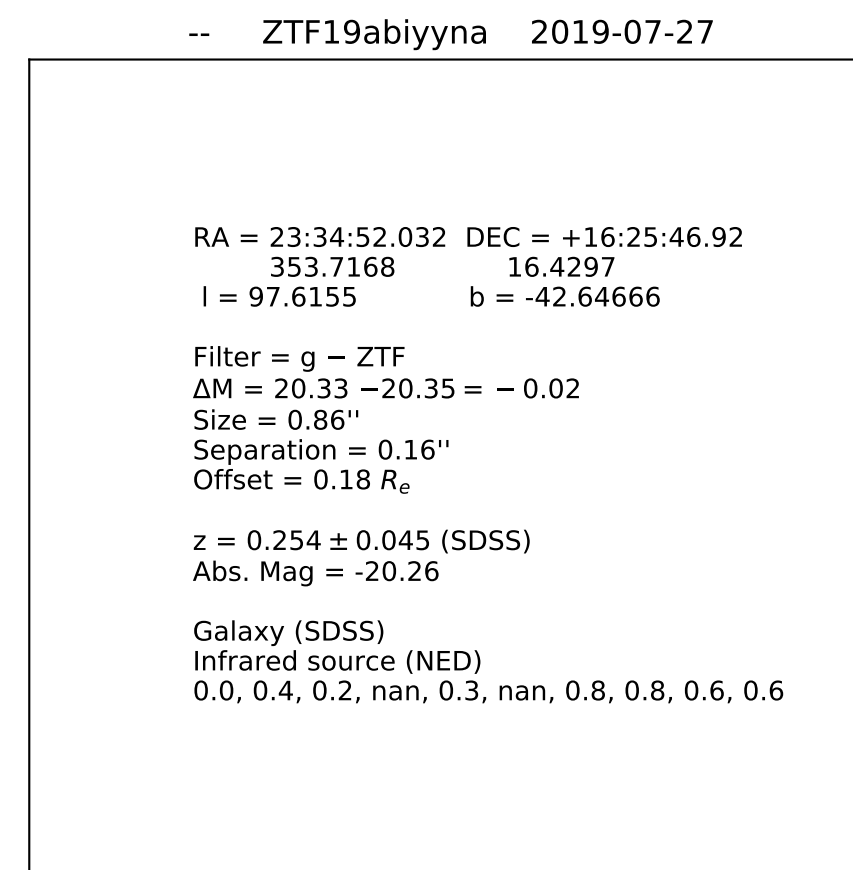 -- ZTF19abiyyna 2019-07-27
RA = 23:34:52.032 DEC = +16:25:46.92
353.7168 16.4297
l = 97.6155 b = -42.64666
Filter = g − ZTF
ΔM = 20.33 −20.35 = − 0.02
Size = 0.86''
Separation = 0.16''
Offset = 0.18 Rₑ
z = 0.254 ± 0.045 (SDSS)
Abs. Mag = -20.26
Galaxy (SDSS)
Infrared source (NED)
0.0, 0.4, 0.2, nan, 0.3, nan, 0.8, 0.8, 0.6, 0.6